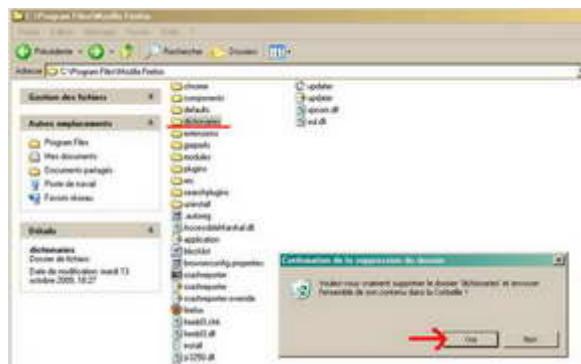 C:\Program Files\Mozilla Firefox
Précédente
Rechercher
Dossiers
Adresse
C:\Program Files\Mozilla Firefox
Gestion des fichiers
Autres emplacements
Program Files
Mes documents
Documents partagés
Poste de travail
Favoris réseau
Détails
dictionaries
Dossier de fichiers
Date de modification: mardi 13
octobre 2009, 18:27
chrome
components
defaults
dictionaries
extensions
greprefs
modules
plugins
res
searchplugins
uninstall
.autoreg
AccessibleMarshal.dll
application
blocklist
browserconfig.properties
crashreporter
crashreporter
crashreporter-override
firefox
freebl3.chk
freebl3.dll
install
js3250.dll
updater
updater
xpcom.dll
xul.dll
Confirmation de la suppression du dossier
Voulez-vous vraiment supprimer le dossier 'dictionaries' et envoyer
l'ensemble de son contenu dans la Corbeille ?
Oui
Non